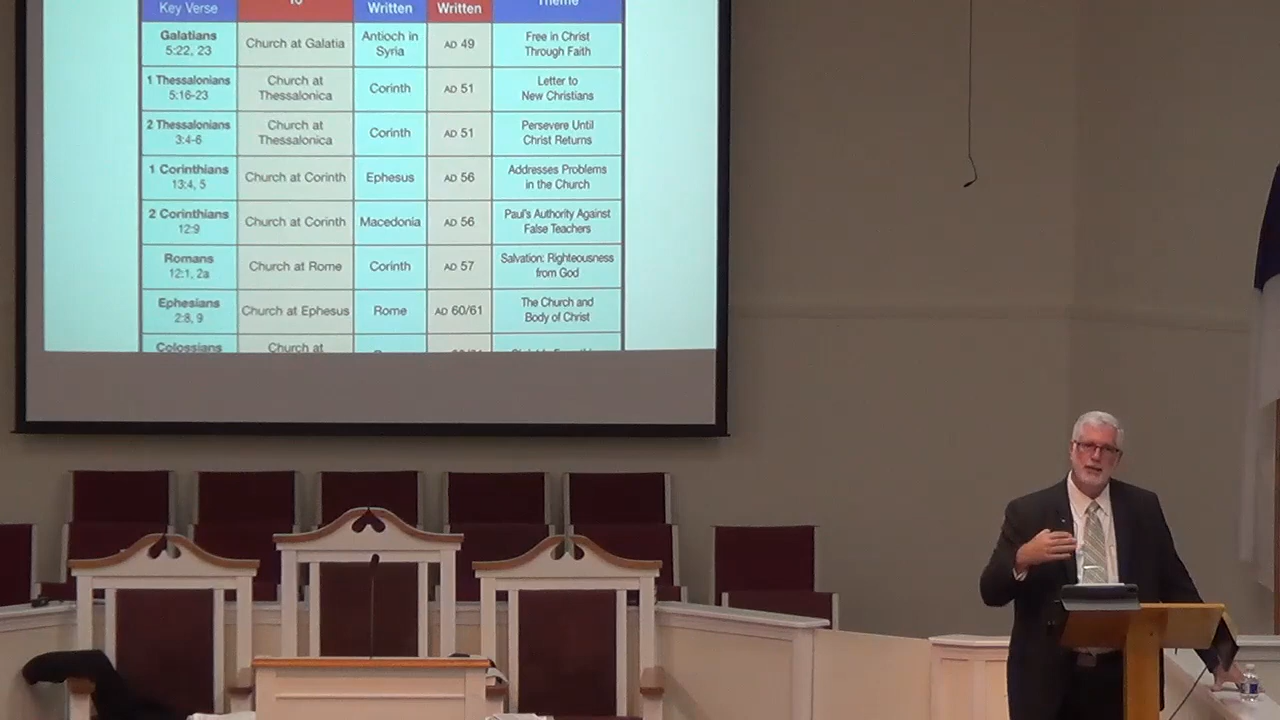 Key Verse
To
Written
Written
Theme
Galatians
5:22, 23
Church at Galatia
Antioch in
Syria
AD 49
Free in Christ
Through Faith
1 Thessalonians
5:16-23
Church at
Thessalonica
Corinth
AD 51
Letter to
New Christians
2 Thessalonians
3:4-6
Church at
Thessalonica
Corinth
AD 51
Persevere Until
Christ Returns
1 Corinthians
13:4, 5
Church at Corinth
Ephesus
AD 56
Addresses Problems
in the Church
2 Corinthians
12:9
Church at Corinth
Macedonia
AD 56
Paul's Authority Against
False Teachers
Romans
12:1, 2a
Church at Rome
Corinth
AD 57
Salvation: Righteousness
from God
Ephesians
2:8, 9
Church at Ephesus
Rome
AD 60/61
The Church and
Body of Christ
Colossians
Church at